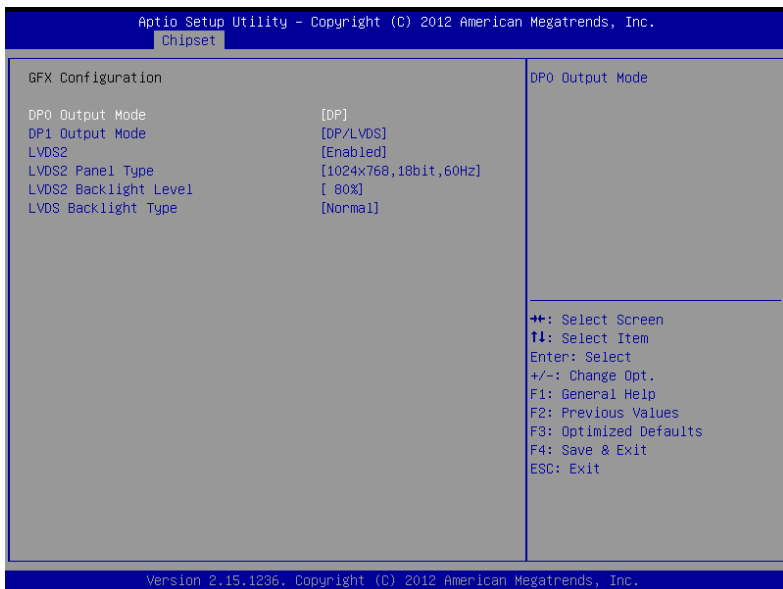 Aptio Setup Utility – Copyright (C) 2012 American Megatrends, Inc.
Chipset
GFX Configuration
DP0 Output Mode [DP]
DP1 Output Mode [DP/LVDS]
LVDS2 [Enabled]
LVDS2 Panel Type [1024x768,18bit,60Hz]
LVDS2 Backlight Level [ 80%]
LVDS Backlight Type [Normal]
DP0 Output Mode
→←: Select Screen
↑↓: Select Item
Enter: Select
+/-: Change Opt.
F1: General Help
F2: Previous Values
F3: Optimized Defaults
F4: Save & Exit
ESC: Exit
Version 2.15.1236. Copyright (C) 2012 American Megatrends, Inc.